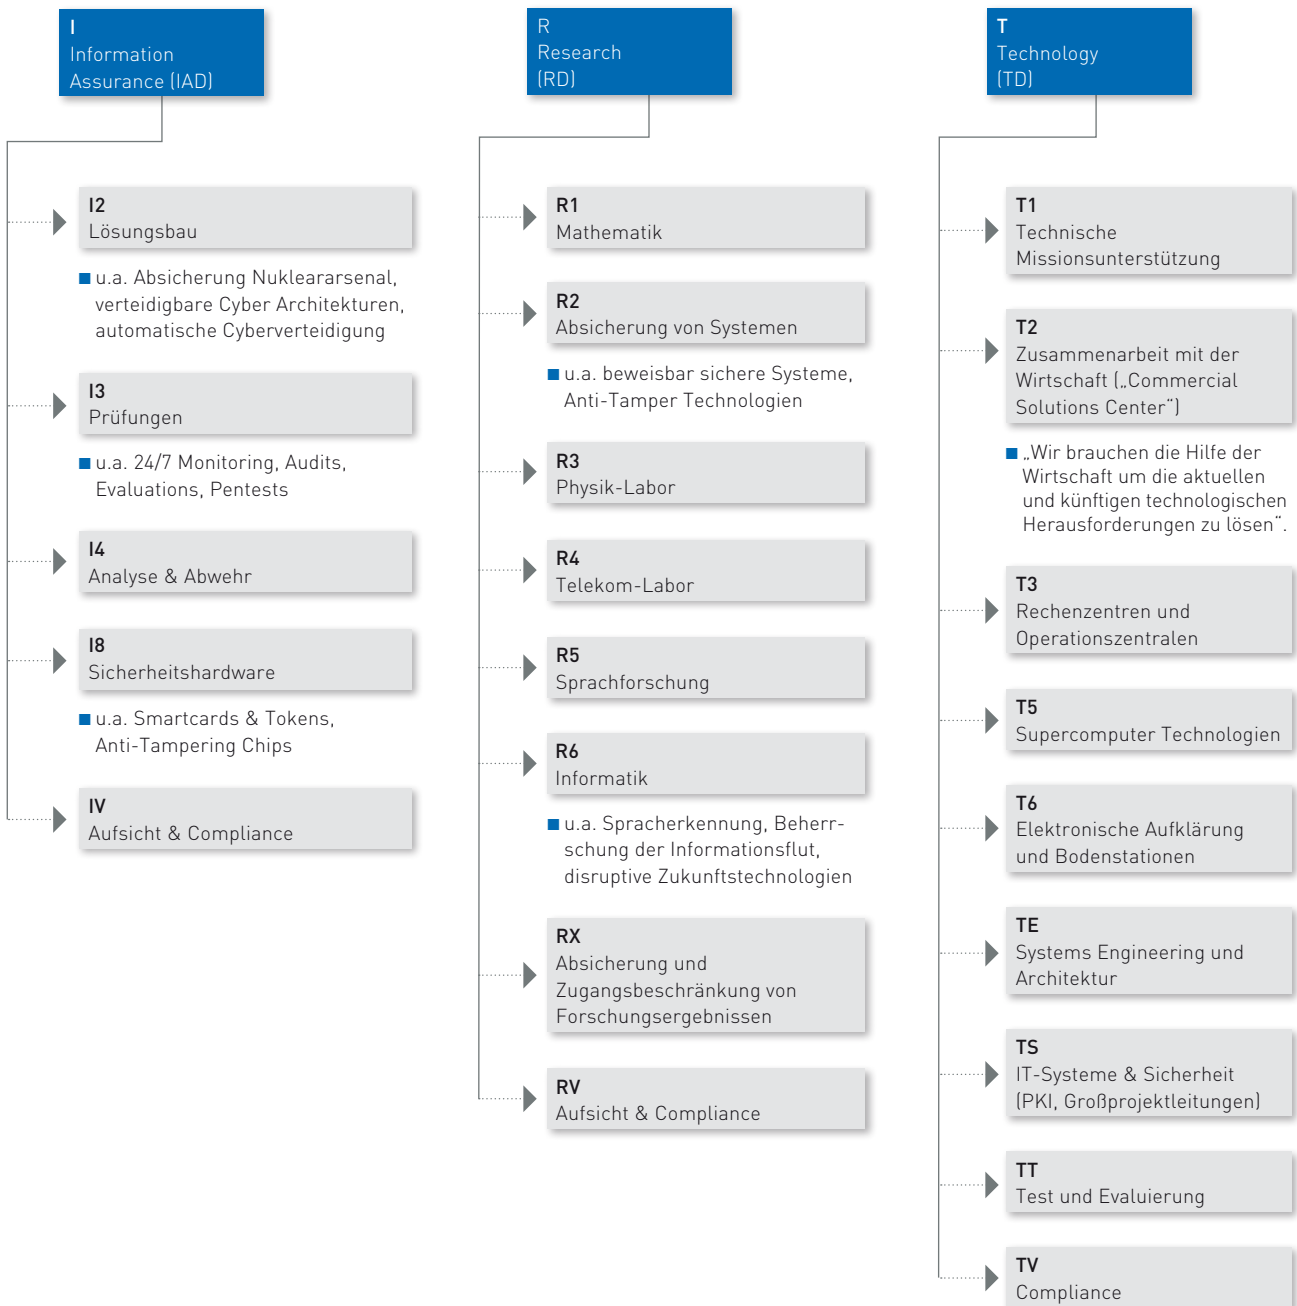 I
Information
Assurance (IAD)
I2
Lösungsbau
u.a. Absicherung Nukleararsenal,
verteidigbare Cyber Architekturen,
automatische Cyberverteidigung
I3
Prüfungen
u.a. 24/7 Monitoring, Audits,
Evaluations, Pentests
I4
Analyse & Abwehr
I8
Sicherheitshardware
u.a. Smartcards & Tokens,
Anti-Tampering Chips
IV
Aufsicht & Compliance
R
Research
(RD)
R1
Mathematik
R2
Absicherung von Systemen
u.a. beweisbar sichere Systeme,
Anti-Tamper Technologien
R3
Physik-Labor
R4
Telekom-Labor
R5
Sprachforschung
R6
Informatik
u.a. Spracherkennung, Beherr-
schung der Informationsflut,
disruptive Zukunftstechnologien
RX
Absicherung und
Zugangsbeschränkung von
Forschungsergebnissen
RV
Aufsicht & Compliance
T
Technology
(TD)
T1
Technische
Missionsunterstützung
T2
Zusammenarbeit mit der
Wirtschaft („Commercial
Solutions Center“)
„Wir brauchen die Hilfe der
Wirtschaft um die aktuellen
und künftigen technologischen
Herausforderungen zu lösen“.
T3
Rechenzentren und
Operationszentralen
T5
Supercomputer Technologien
T6
Elektronische Aufklärung
und Bodenstationen
TE
Systems Engineering und
Architektur
TS
IT-Systeme & Sicherheit
(PKI, Großprojektleitungen)
TT
Test und Evaluierung
TV
Compliance